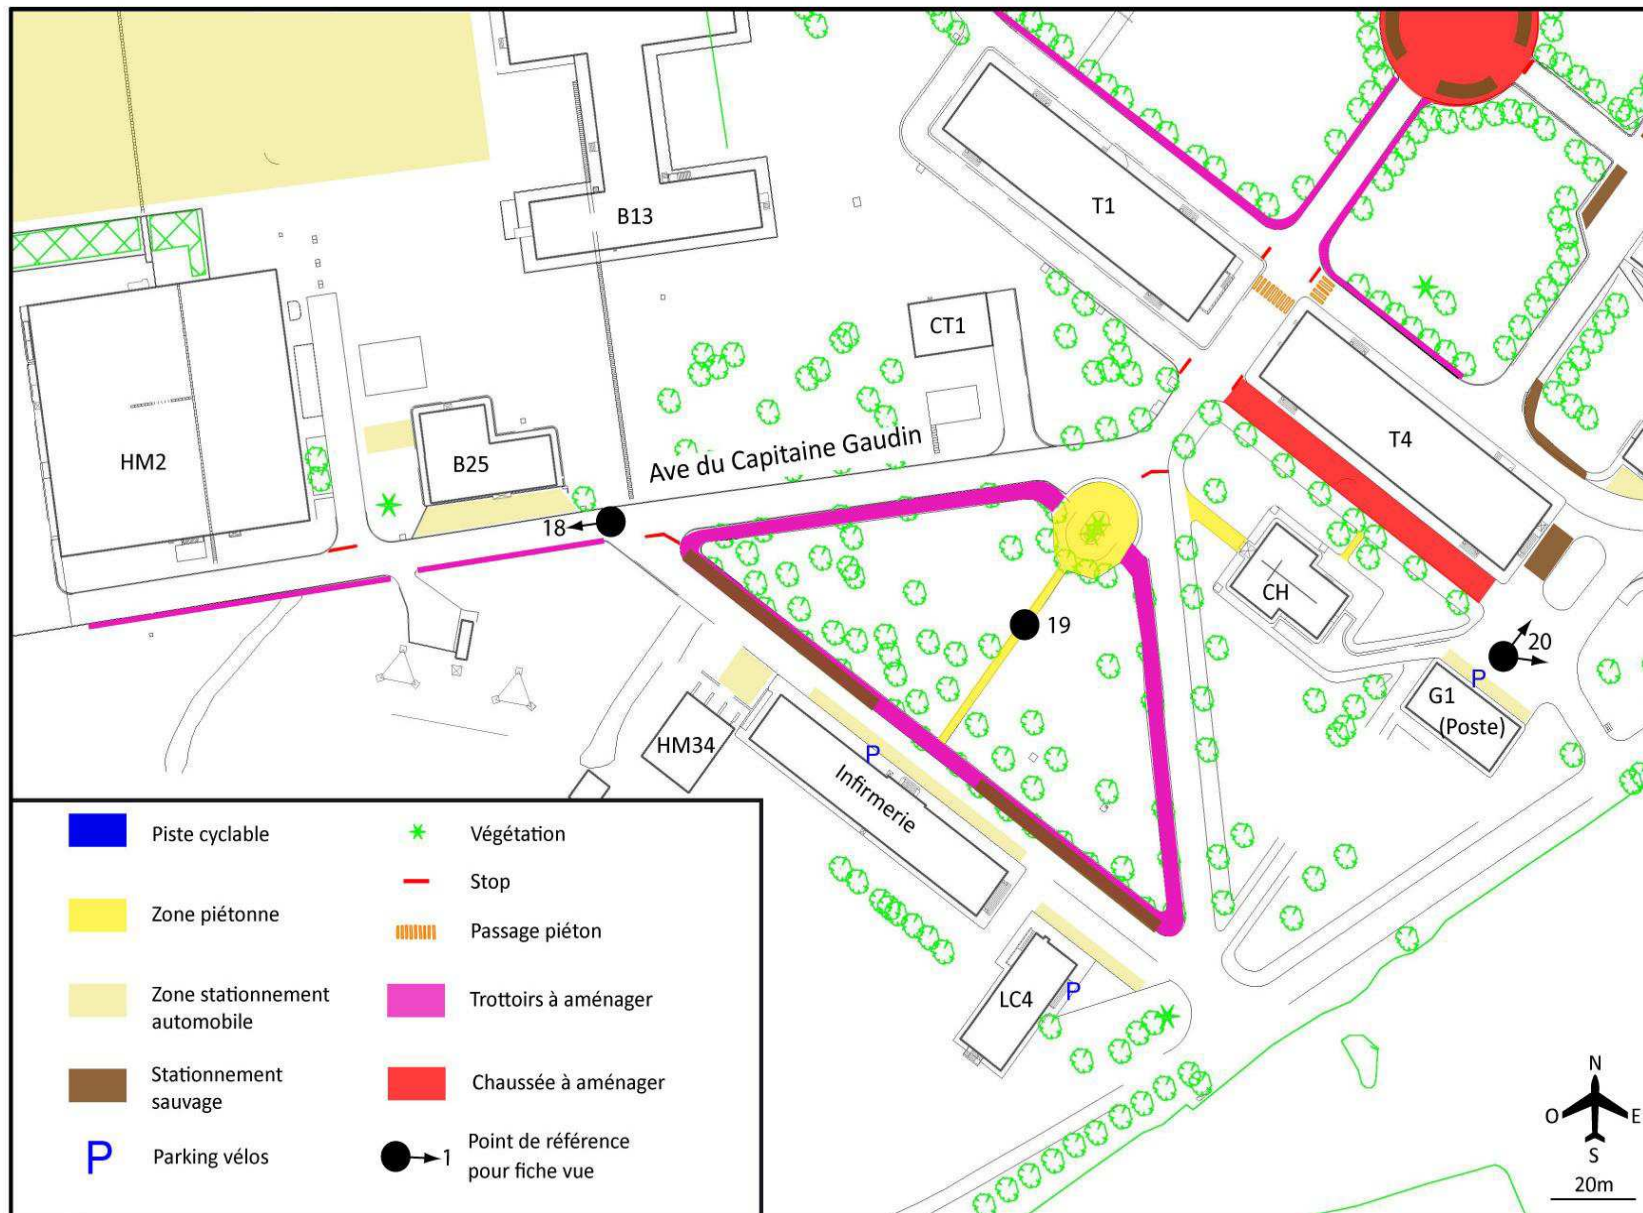 B13
T1
CT1
HM2
B25
Ave du Capitaine Gaudin
T4
18
CH
19
20
P
G1
(Poste)
HM34
P
Infirmerie
LC4
P
Piste cyclable
Végétation
Stop
Zone piétonne
Passage piéton
Zone stationnement
automobile
Trottoirs à aménager
Stationnement
sauvage
Chaussée à aménager
P
Parking vélos
1
Point de référence
pour fiche vue
N
O
E
S
20m